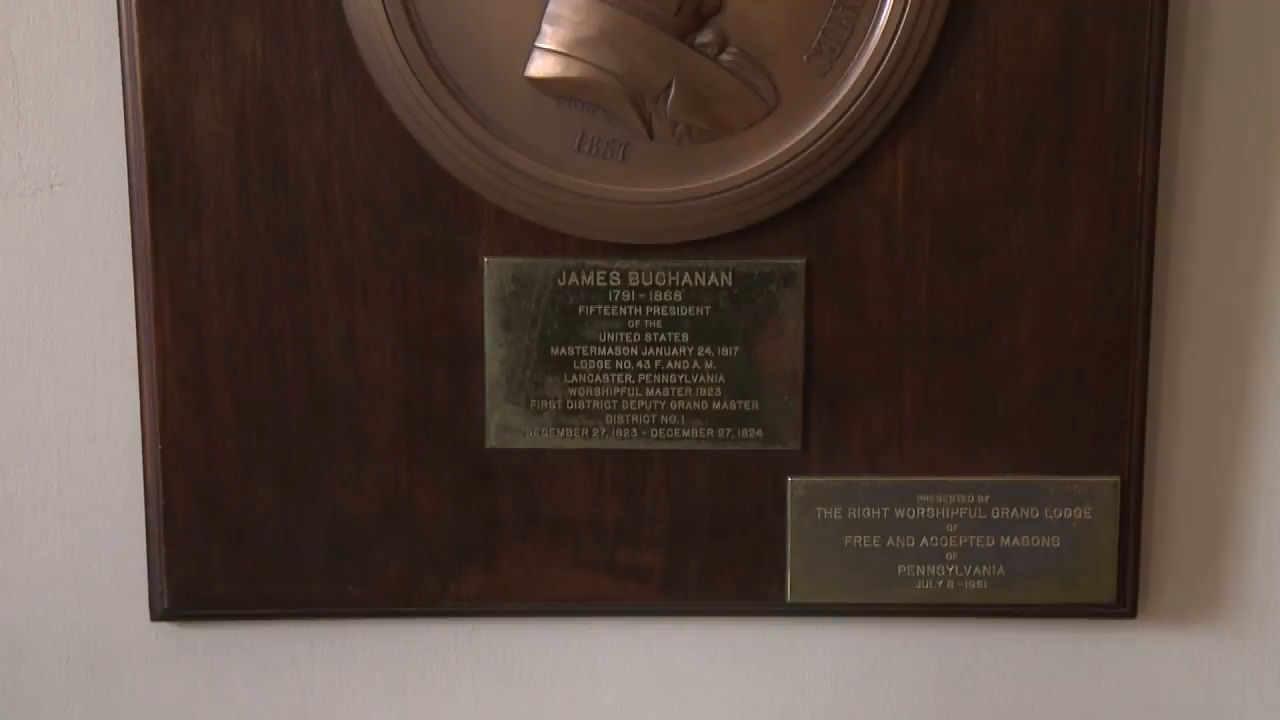 1857
JAMES BUCHANAN
1791 - 1868
FIFTEENTH PRESIDENT
OF THE
UNITED STATES
MASTERMASON JANUARY 24, 1817
LODGE NO. 43 F. AND A. M.
LANCASTER, PENNSYLVANIA
WORSHIPFUL MASTER 1823
FIRST DISTRICT DEPUTY GRAND MASTER
DISTRICT NO. 1
DECEMBER 27, 1823 - DECEMBER 27, 1824
PRESENTED BY
THE RIGHT WORSHIPFUL GRAND LODGE
OF
FREE AND ACCEPTED MASONS
OF
PENNSYLVANIA
JULY 8 - 1961